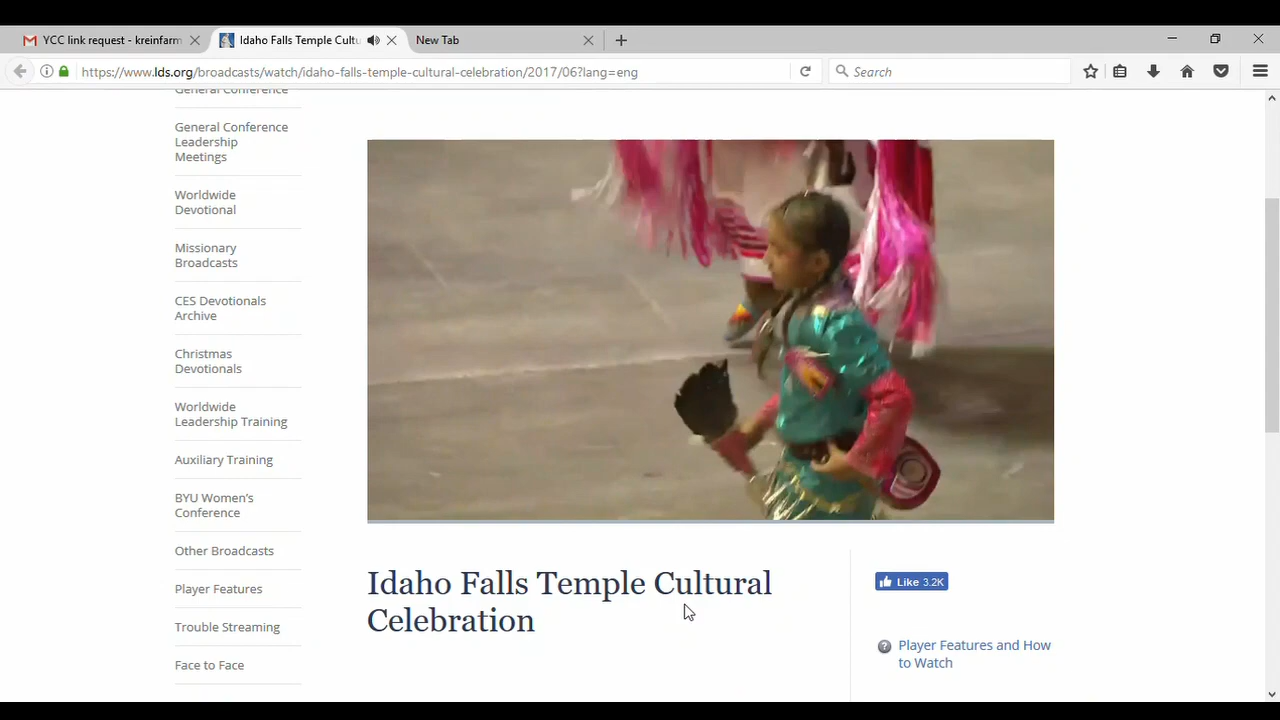 YCC link request - kreinfarm
Idaho Falls Temple Cultu
New Tab
https://www.lds.org/broadcasts/watch/idaho-falls-temple-cultural-celebration/2017/06?lang=eng
Search
General Conference
General Conference
Leadership
Meetings
Worldwide
Devotional
Missionary
Broadcasts
CES Devotionals
Archive
Christmas
Devotionals
Worldwide
Leadership Training
Auxiliary Training
BYU Women's
Conference
Other Broadcasts
Player Features
Trouble Streaming
Face to Face
Idaho Falls Temple Cultural
Celebration
Like 3.2K
Player Features and How
to Watch